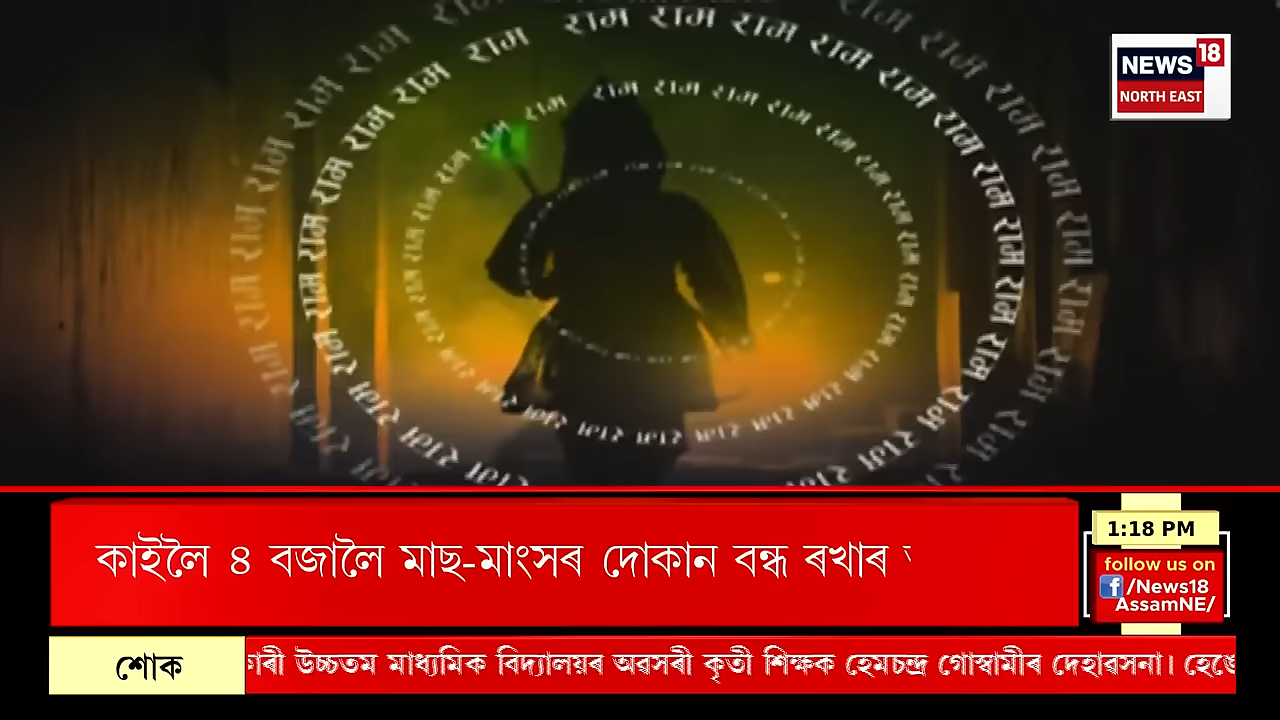 राम राम राम राम राम राम राम राम राम राम राम राम
NEWS 18
NORTH EAST
কাইলৈ ৪ বজালৈ মাছ-মাংসৰ দোকান বন্ধ ৰখাৰ
1:18 PM
follow us on
/News18
AssamNE/
শোক
উচ্চতম মাধ্যমিক বিদ্যালয়ৰ অৱসৰী কৃতী শিক্ষক হেমচন্দ্ৰ গোস্বামীৰ দেহাৱসনা।